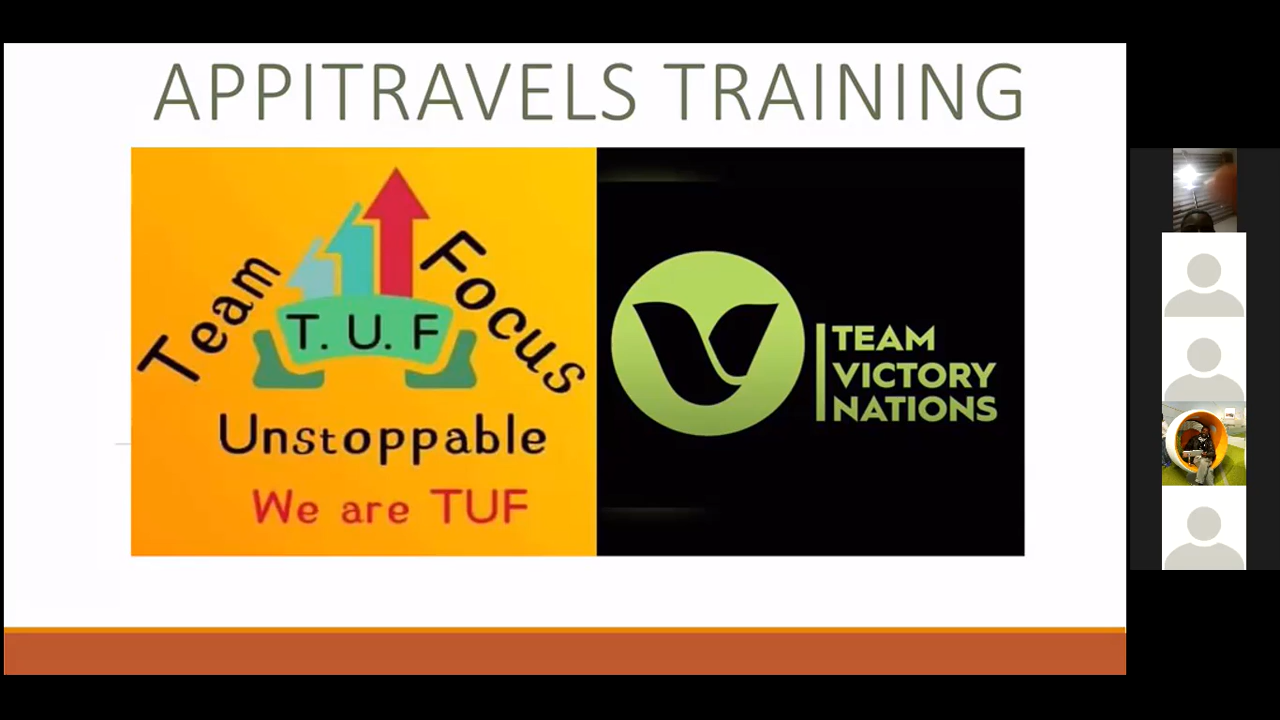 APPITRAVELS TRAINING
Team Focus
T. U. F
Unstoppable
We are TUF
TEAM
VICTORY
NATIONS